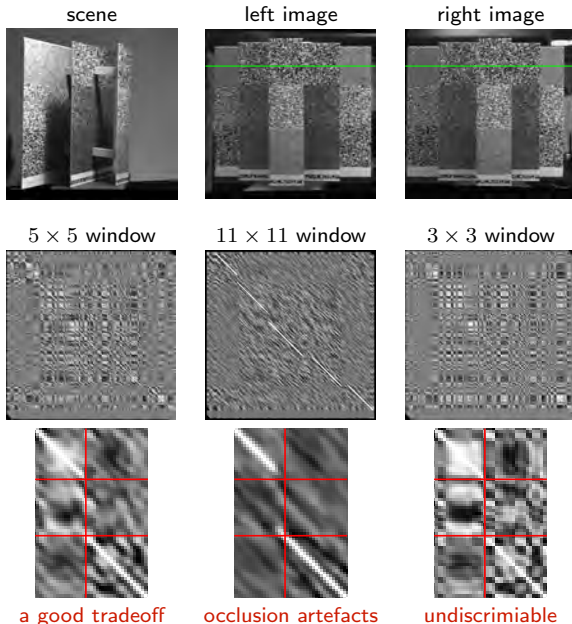 scene left image right image
5 × 5 window 11 × 11 window 3 × 3 window
a good tradeoff occlusion artefacts undiscrimiable